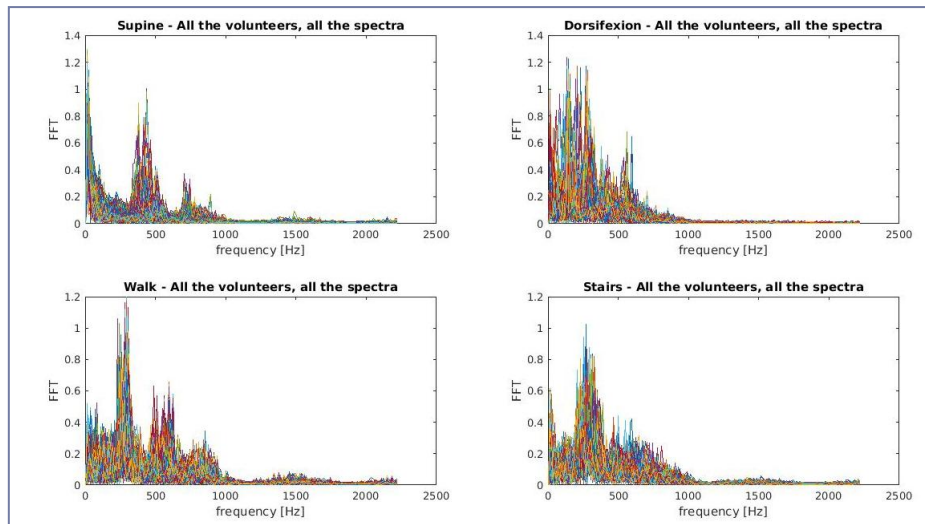 Supine - All the volunteers, all the spectra
1.4
1.2
1
0.8
0.6
0.4
0.2
0
FFT
0 500 1000 1500 2000 2500
frequency [Hz]
Dorsifexion - All the volunteers, all the spectra
1.4
1.2
1
0.8
0.6
0.4
0.2
0
FFT
0 500 1000 1500 2000 2500
frequency [Hz]
Walk - All the volunteers, all the spectra
1.2
1
0.8
0.6
0.4
0.2
0
FFT
0 500 1000 1500 2000 2500
frequency [Hz]
Stairs - All the volunteers, all the spectra
1.2
1
0.8
0.6
0.4
0.2
0
FFT
0 500 1000 1500 2000 2500
frequency [Hz]